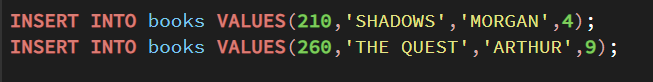 INSERT INTO books VALUES(210,'SHADOWS','MORGAN',4);
INSERT INTO books VALUES(260,'THE QUEST','ARTHUR',9);